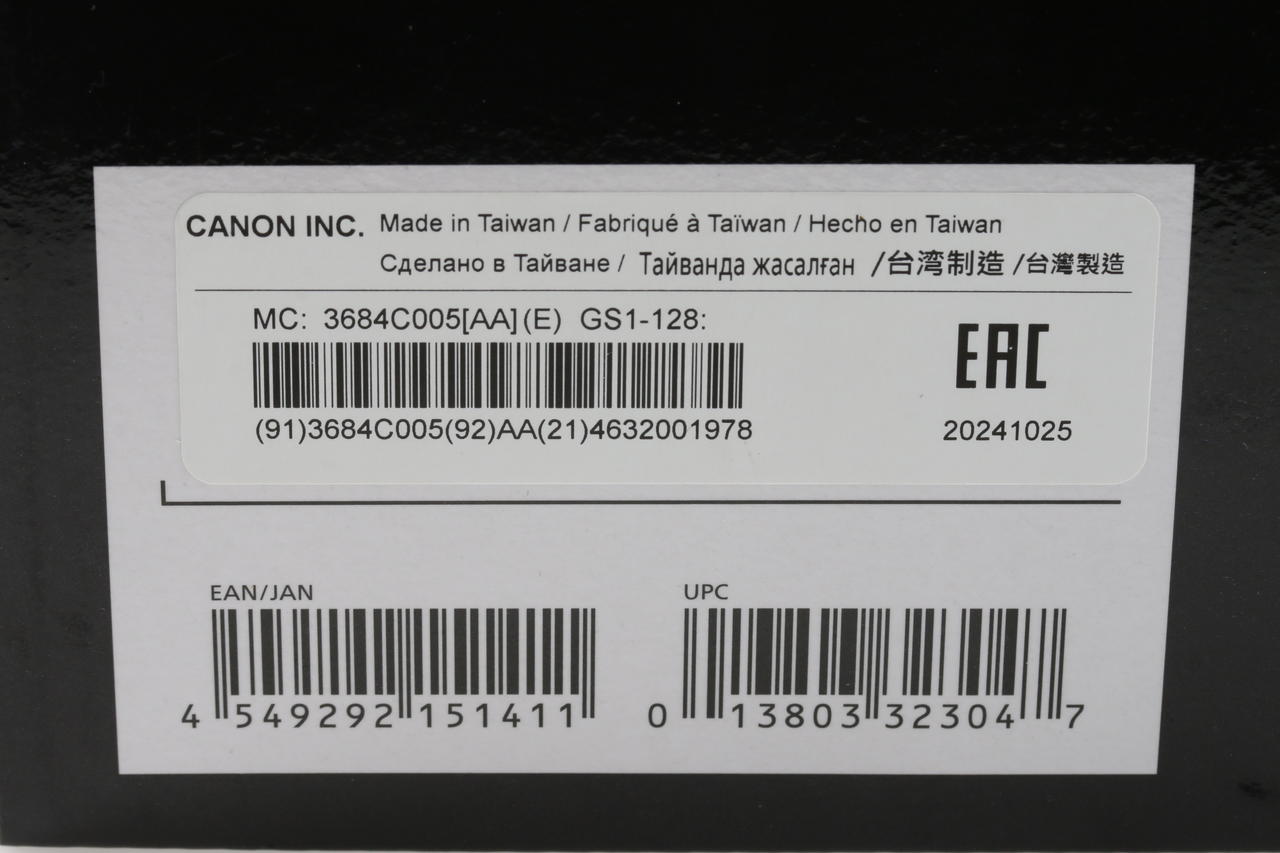 CANON INC. Made in Taiwan / Fabriqué à Taïwan / Hecho en Taiwan
Сделано в Тайване / Тайванда жасалған /台湾制造 /台灣製造
MC: 3684C005[AA](E) GS1-128:
(91)3684C005(92)AA(21)4632001978
EAC
20241025
EAN/JAN
4 549292 151411
UPC
0 13803 32304 7